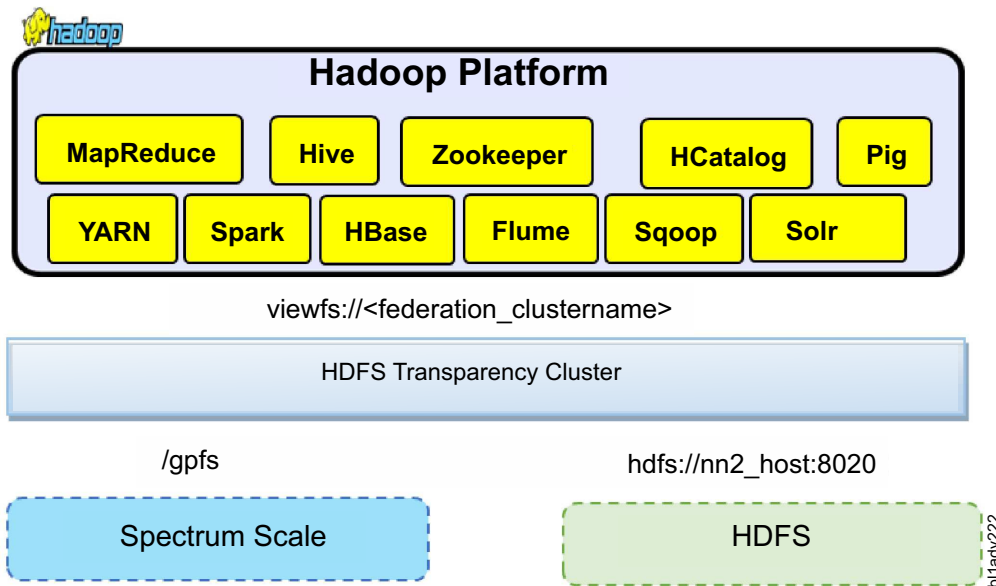 hadoop
Hadoop Platform
MapReduce Hive Zookeeper HCatalog Pig
YARN Spark HBase Flume Sqoop Solr
viewfs://<federation_clustername>
HDFS Transparency Cluster
/gpfs hdfs://nn2_host:8020
Spectrum Scale HDFS